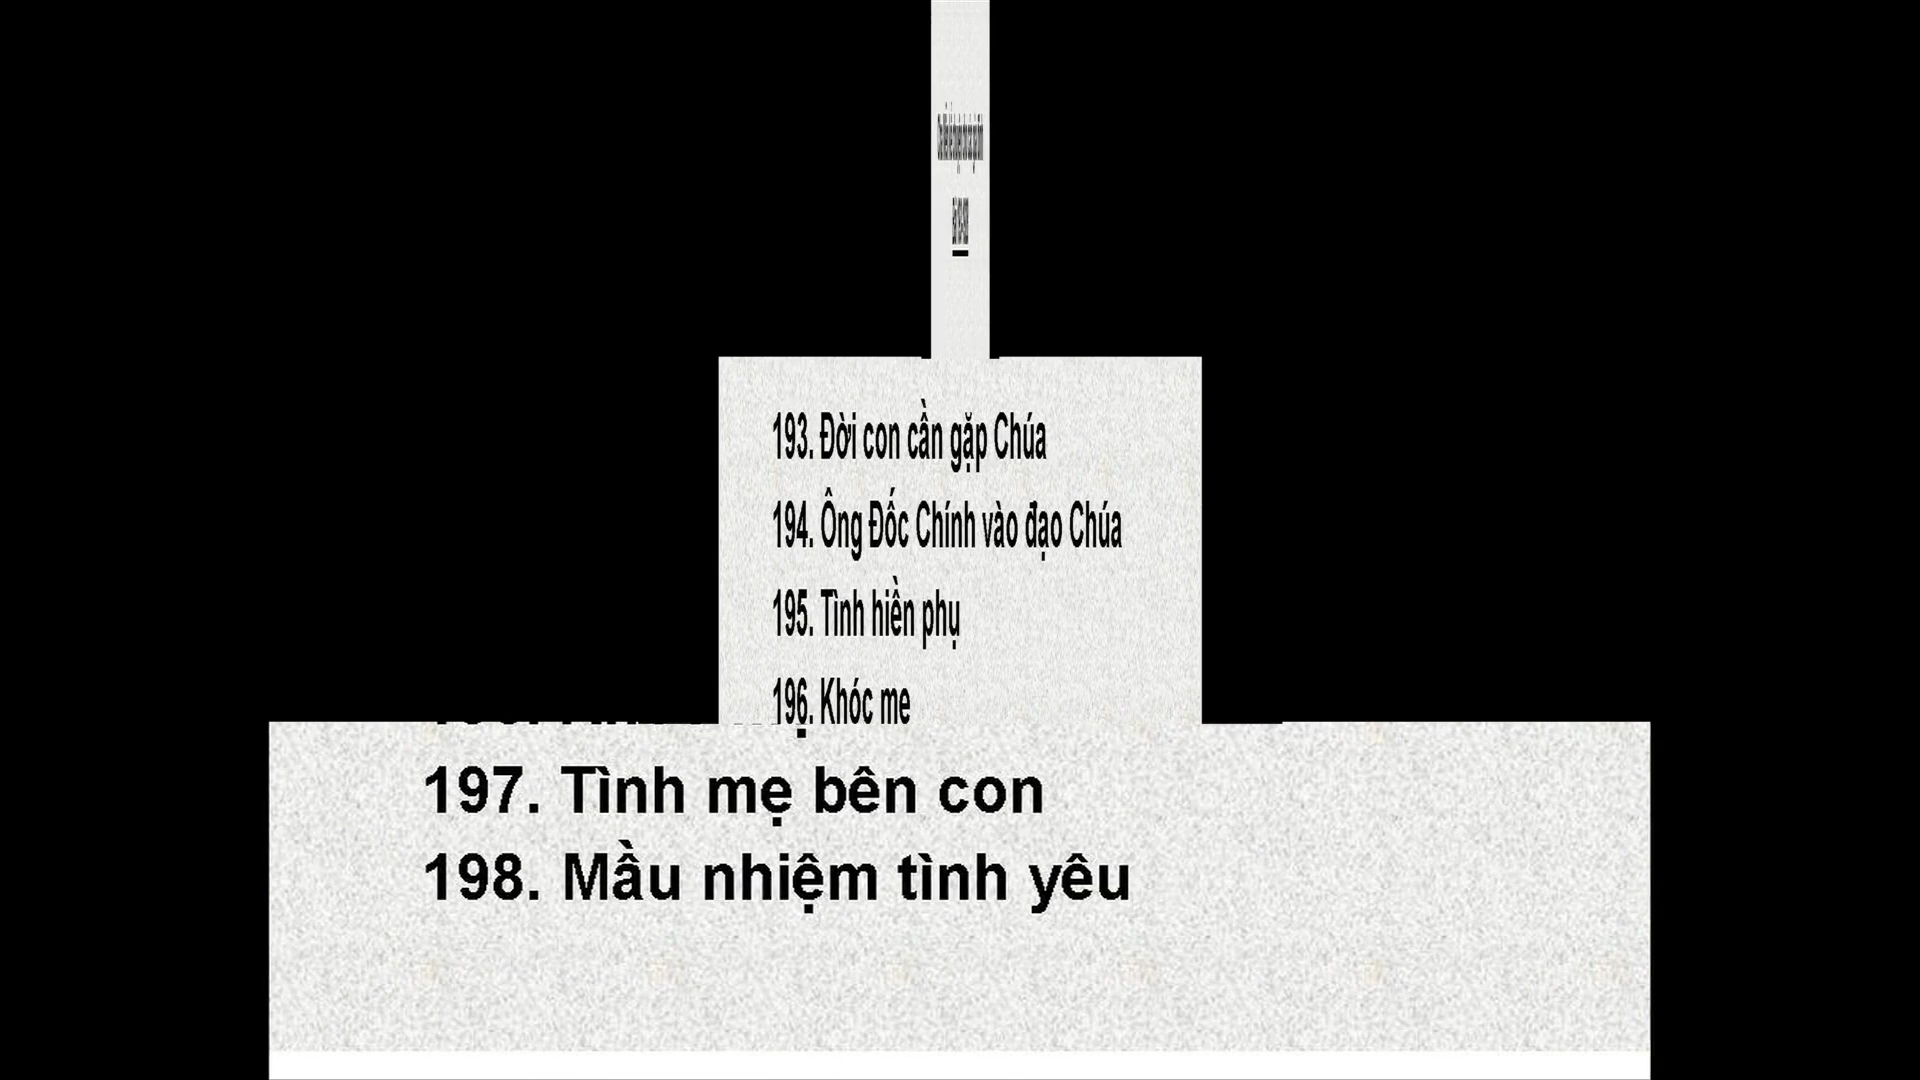 193. Đời con cần gặp Chúa
194. Ông Đốc Chính vào đạo Chúa
195. Tình hiền phụ
196. Khóc mẹ
197. Tình mẹ bên con
198. Mầu nhiệm tình yêu